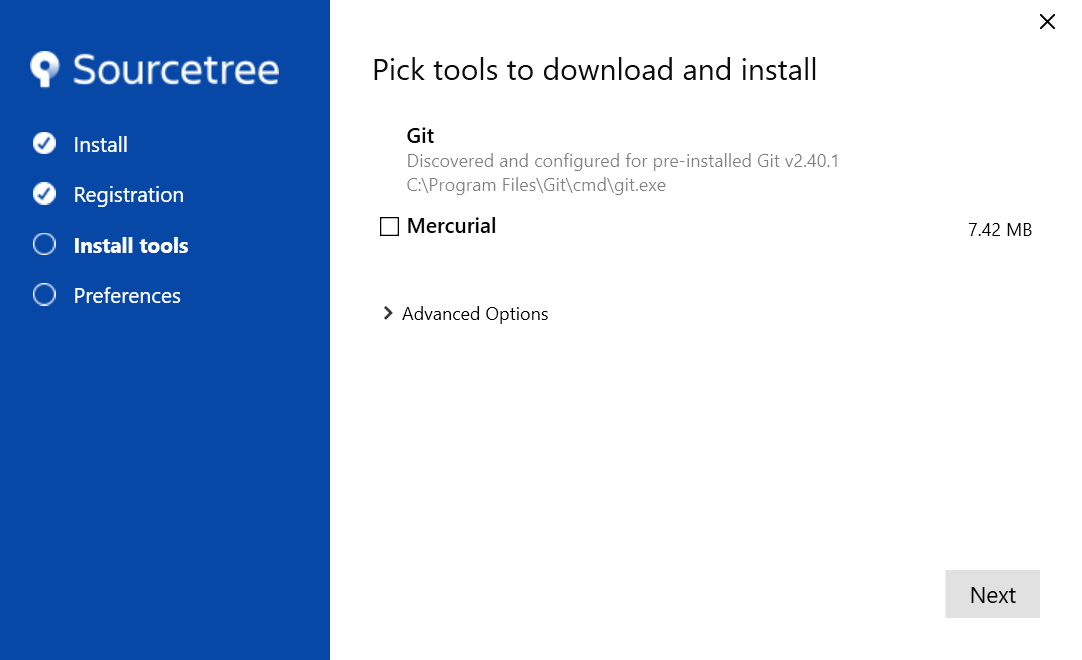 Sourcetree
Install
Registration
Install tools
Preferences
Pick tools to download and install
Git
Discovered and configured for pre-installed Git v2.40.1
C:\Program Files\Git\cmd\git.exe
Mercurial
7.42 MB
Advanced Options
Next